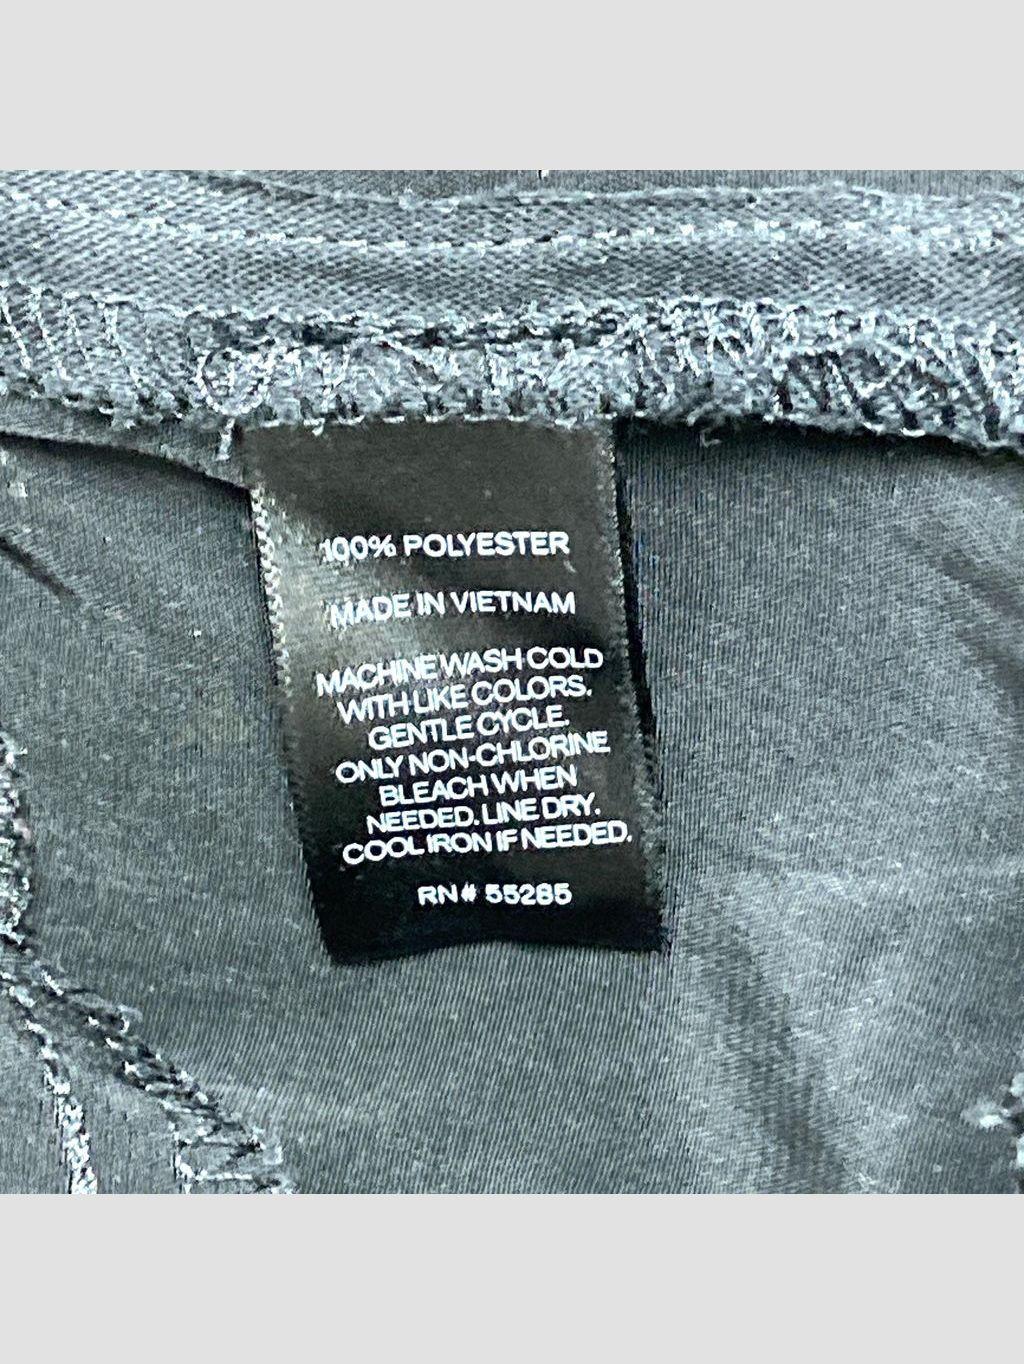 100% POLYESTER
MADE IN VIETNAM
MACHINE WASH COLD
WITH LIKE COLORS.
GENTLE CYCLE.
ONLY NON-CHLORINE
BLEACH WHEN
NEEDED. LINE DRY.
COOL IRON IF NEEDED.
RN# 55285